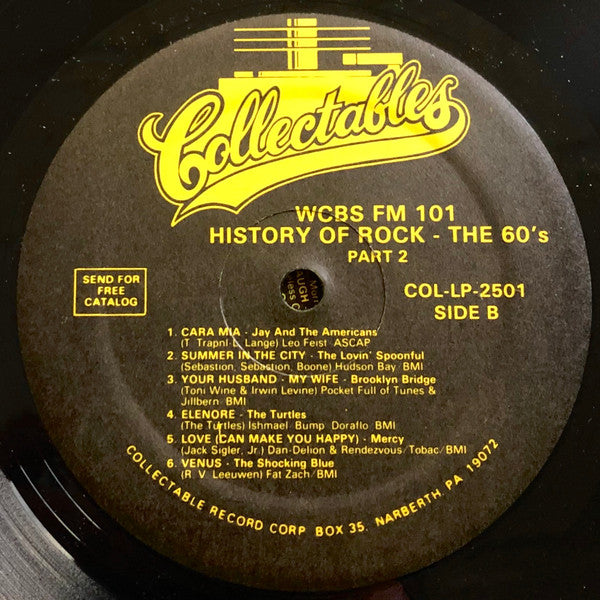 Collectables
WCBS FM 101
HISTORY OF ROCK - THE 60's
PART 2
SEND FOR
FREE
CATALOG
COL-LP-2501
SIDE B
1. CARA MIA - Jay And The Americans
(T. Trapni-L. Lange) Leo Feist ASCAP
2. SUMMER IN THE CITY - The Lovin' Spoonful
(Sebastion, Sebastion, Boone) Hudson Bay/BMI
3. YOUR HUSBAND - MY WIFE - Brooklyn Bridge
(Toni Wine & Irwin Levine) Pocket Full of Tunes &
Jillbern/BMI
4. ELENORE - The Turtles
(The Turtles) Ishmael Bump Doraflo/BMI
5. LOVE (CAN MAKE YOU HAPPY) - Mercy
(Jack Sigler, Jr.) Dan-Delion & Rendezvous/Tobac/BMI
6. VENUS - The Shocking Blue
(R. V. Leeuwen) Fat Zach/BMI
COLLECTABLE RECORD CORP BOX 35, NARBERTH, PA 19072